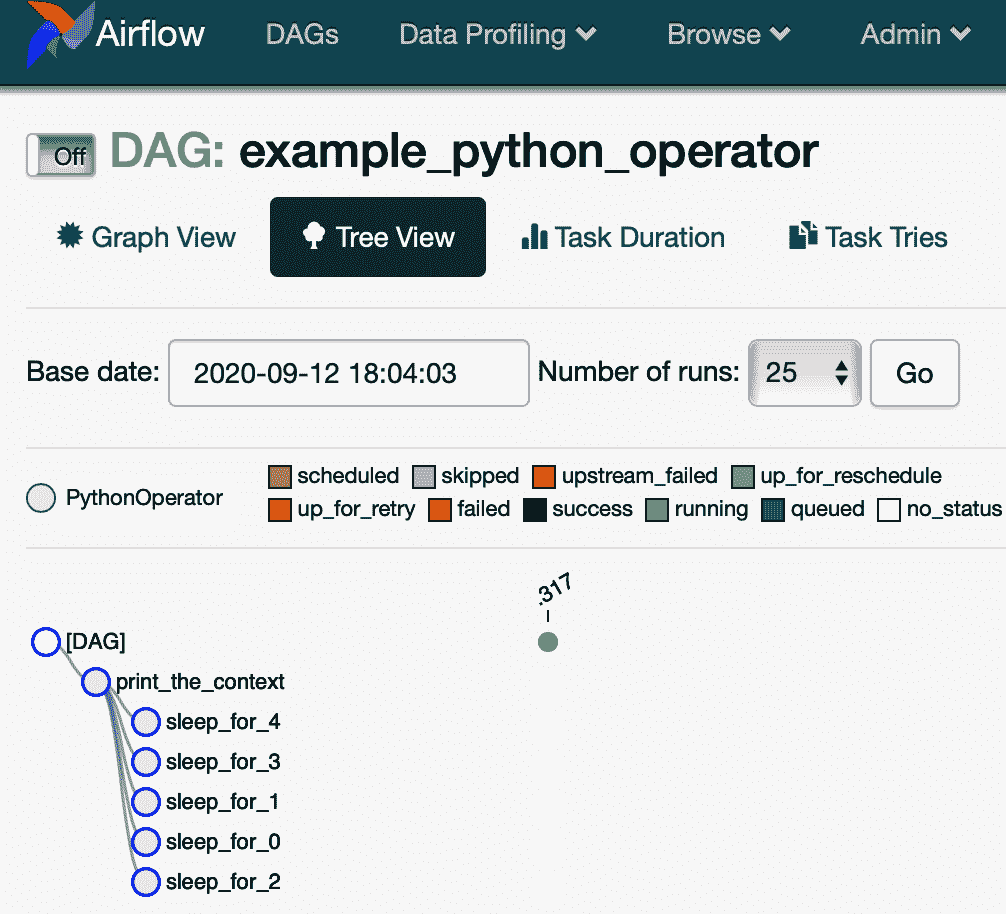 Airflow DAGs Data Profiling Browse Admin
Off DAG: example_python_operator
Graph View Tree View Task Duration Task Tries
Base date: 2020-09-12 18:04:03 Number of runs: 25 Go
PythonOperator
scheduled skipped upstream_failed up_for_reschedule
up_for_retry failed success running queued no_status
.317
[DAG]
print_the_context
sleep_for_4
sleep_for_3
sleep_for_1
sleep_for_0
sleep_for_2